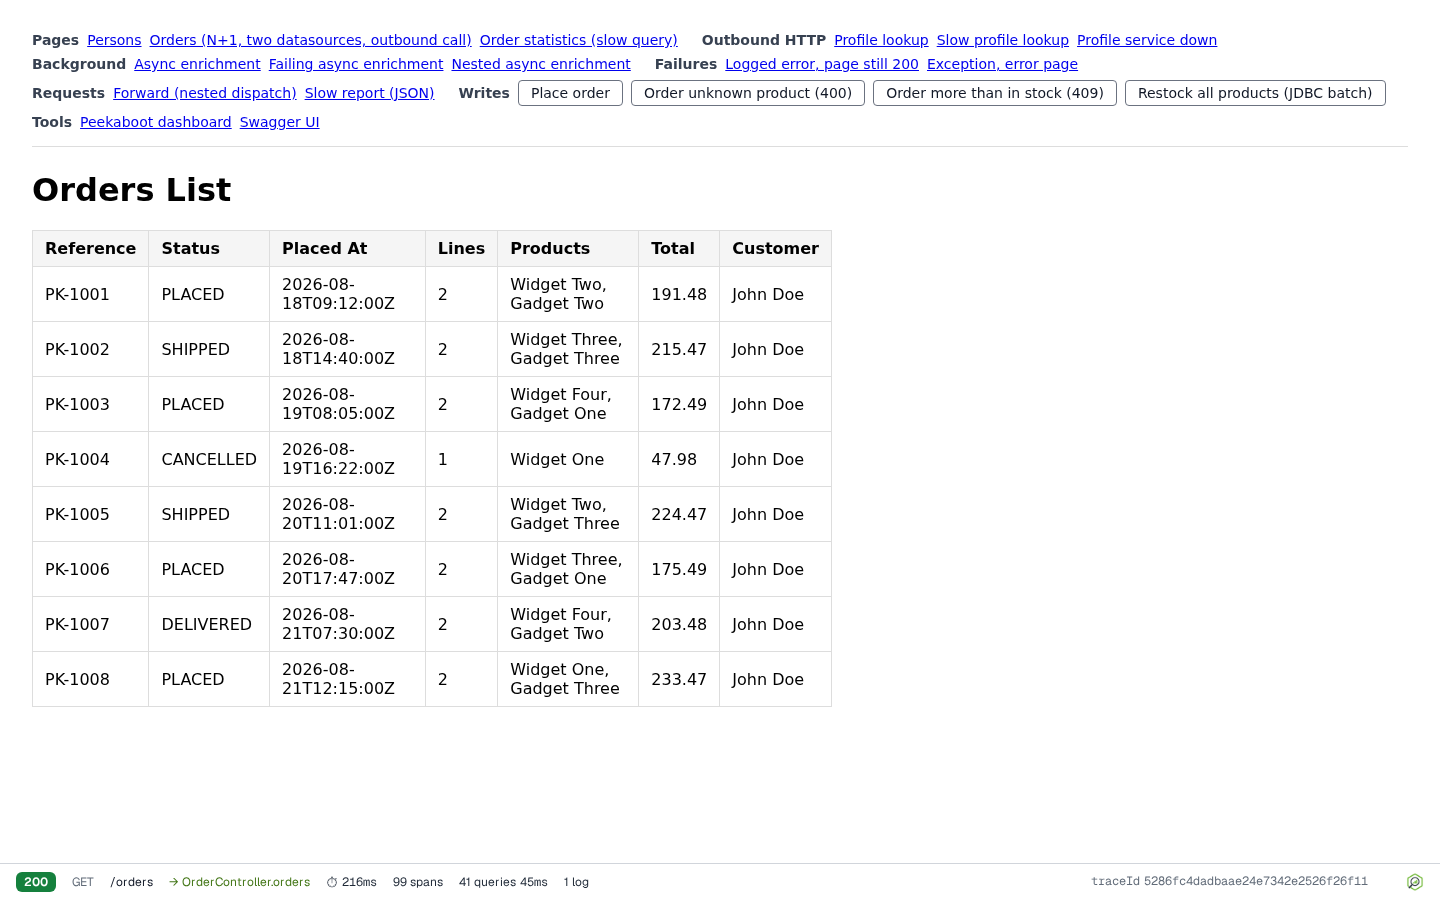 Pages Persons Orders (N+1, two datasources, outbound call) Order statistics (slow query) Outbound HTTP Profile lookup Slow profile lookup Profile service down
Background Async enrichment Failing async enrichment Nested async enrichment Failures Logged error, page still 200 Exception, error page
Requests Forward (nested dispatch) Slow report (JSON) Writes Place order Order unknown product (400) Order more than in stock (409) Restock all products (JDBC batch)
Tools Peekaboot dashboard Swagger UI
Orders List
Reference Status Placed At Lines Products Total Customer
PK-1001 PLACED 2026-08-18T09:12:00Z 2 Widget Two, Gadget Two 191.48 John Doe
PK-1002 SHIPPED 2026-08-18T14:40:00Z 2 Widget Three, Gadget Three 215.47 John Doe
PK-1003 PLACED 2026-08-19T08:05:00Z 2 Widget Four, Gadget One 172.49 John Doe
PK-1004 CANCELLED 2026-08-19T16:22:00Z 1 Widget One 47.98 John Doe
PK-1005 SHIPPED 2026-08-20T11:01:00Z 2 Widget Two, Gadget Three 224.47 John Doe
PK-1006 PLACED 2026-08-20T17:47:00Z 2 Widget Three, Gadget One 175.49 John Doe
PK-1007 DELIVERED 2026-08-21T07:30:00Z 2 Widget Four, Gadget Two 203.48 John Doe
PK-1008 PLACED 2026-08-21T12:15:00Z 2 Widget One, Gadget Three 233.47 John Doe
200 GET /orders → OrderController.orders ⏱ 216ms 99 spans 41 queries 45ms 1 log traceId 5286fc4dadbaae24e7342e2526f26f11